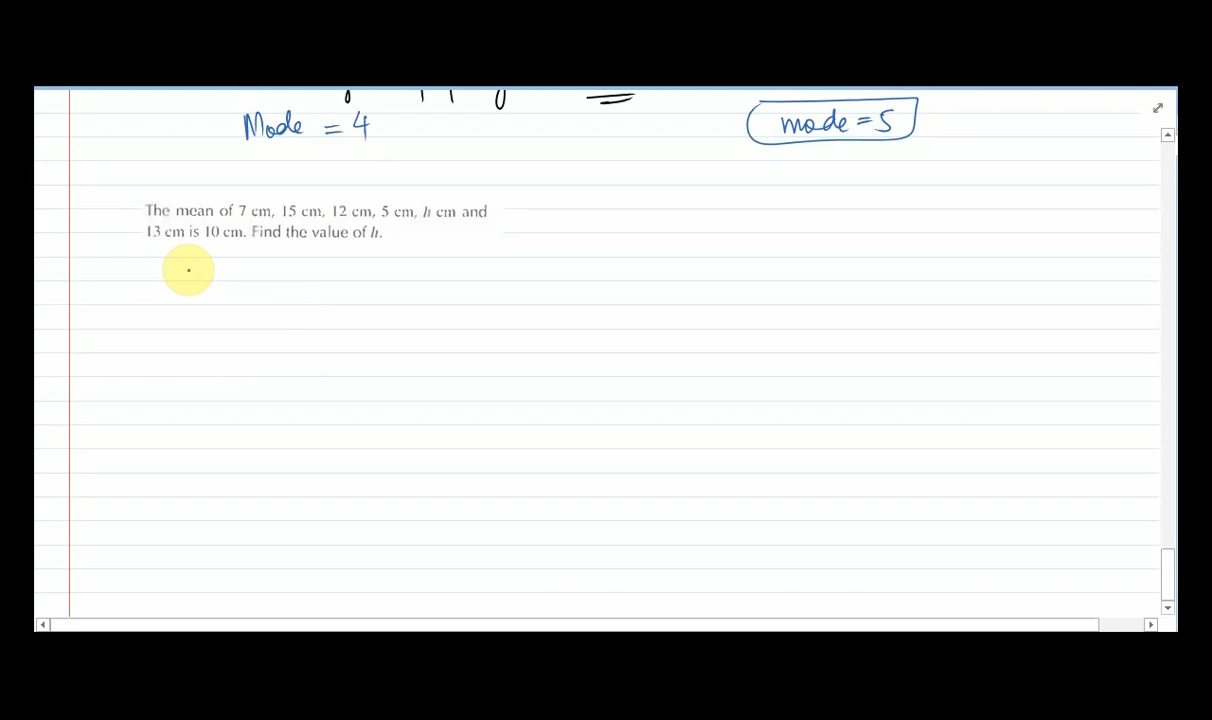 Mode = 4
mode = 5
The mean of 7 cm, 15 cm, 12 cm, 5 cm, h cm and
13 cm is 10 cm. Find the value of h.